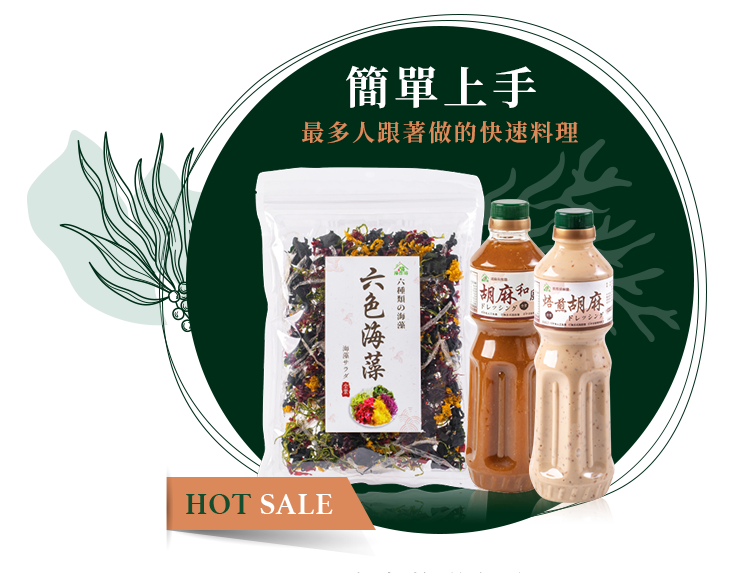 簡單上手
最多人跟著做的快速料理
六種類の海藻
六色海藻
海藻サラダ
胡麻和風
ドレッシング
焙煎胡麻
ドレッシング
HOT SALE